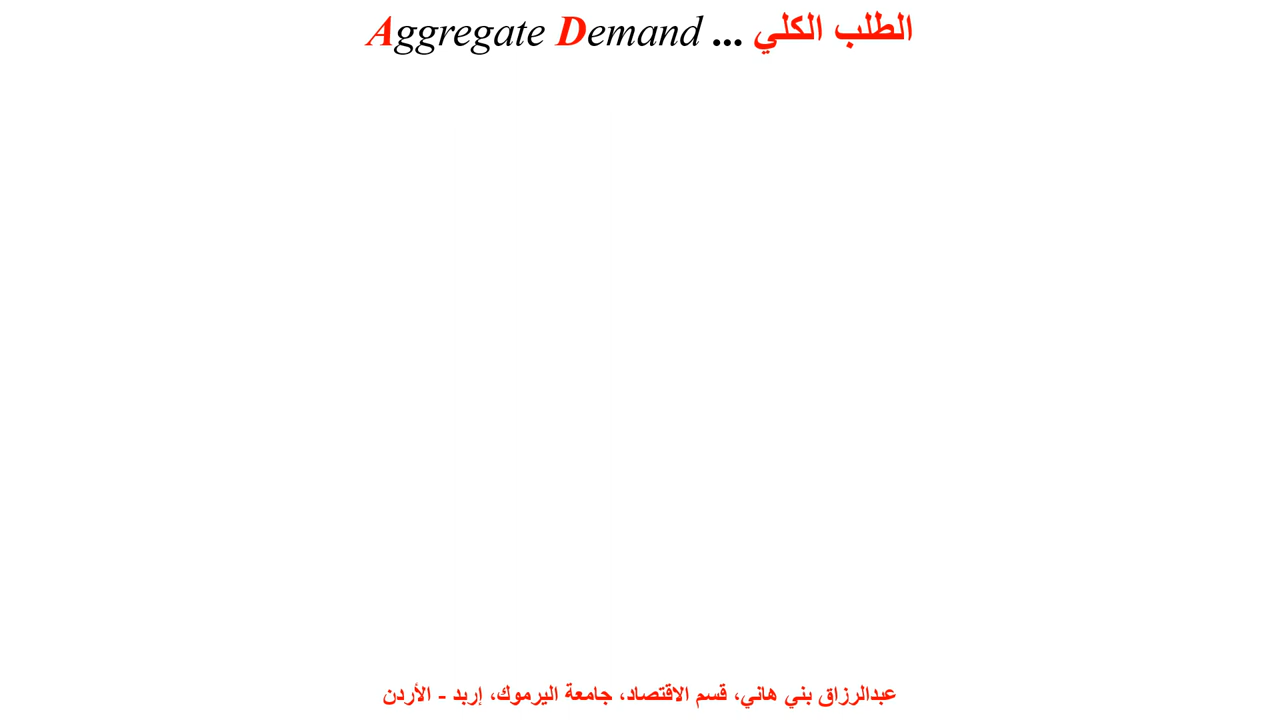 الطلب الكلي ... Aggregate Demand
عبدالرزاق بني هاني، قسم الاقتصاد، جامعة اليرموك، إربد - الأردن